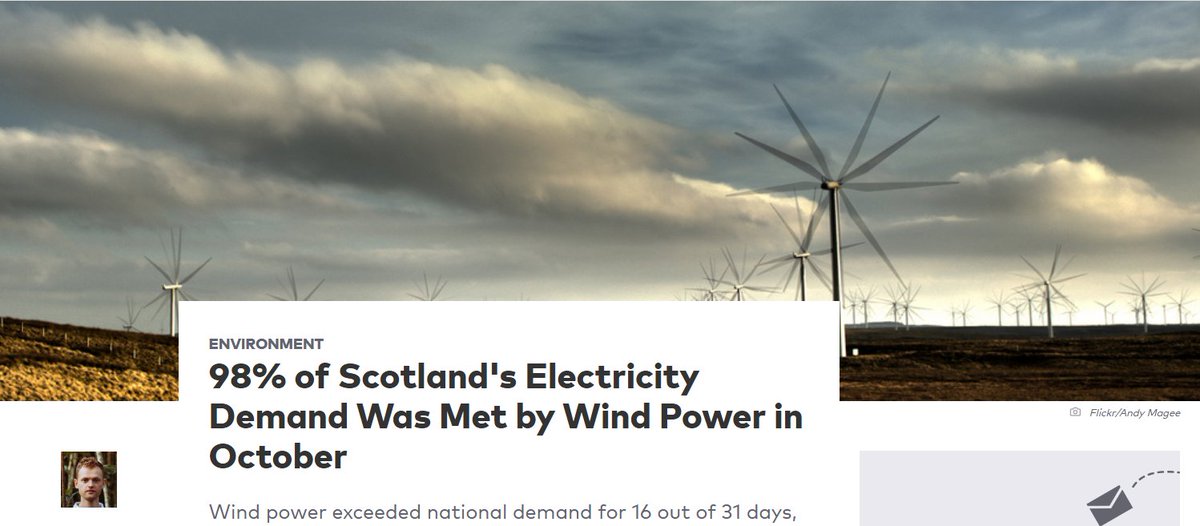 ENVIRONMENT
98% of Scotland's Electricity
Demand Was Met by Wind Power in
October
Flickr/Andy Magee
Wind power exceeded national demand for 16 out of 31 days,